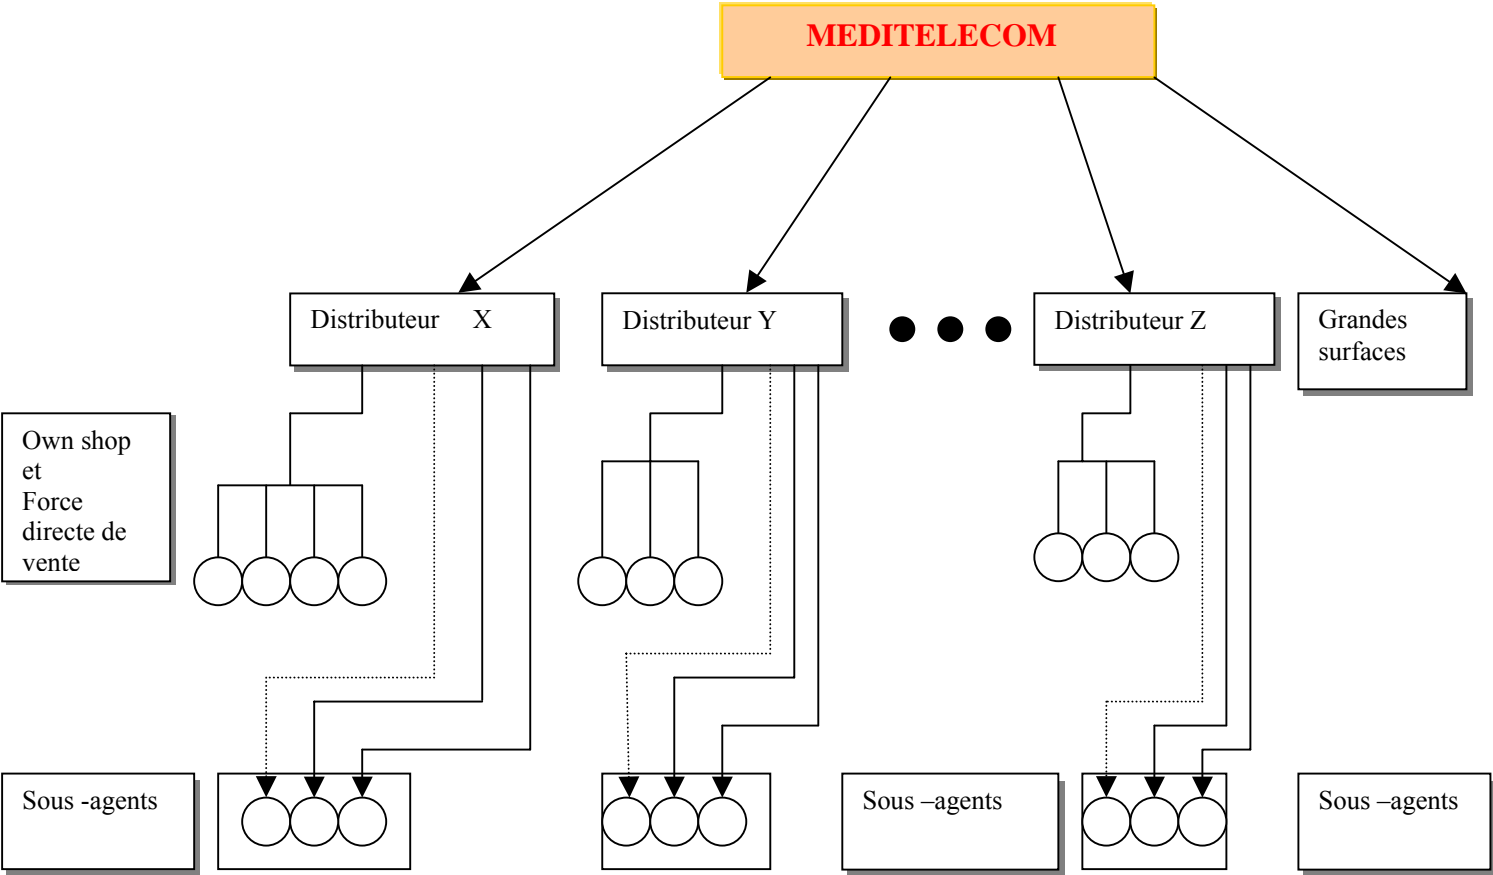 MEDITELECOM
Distributeur X
Distributeur Y
Distributeur Z
Grandes
surfaces
Own shop
et
Force
directe de
vente
Sous -agents
Sous –agents
Sous –agents